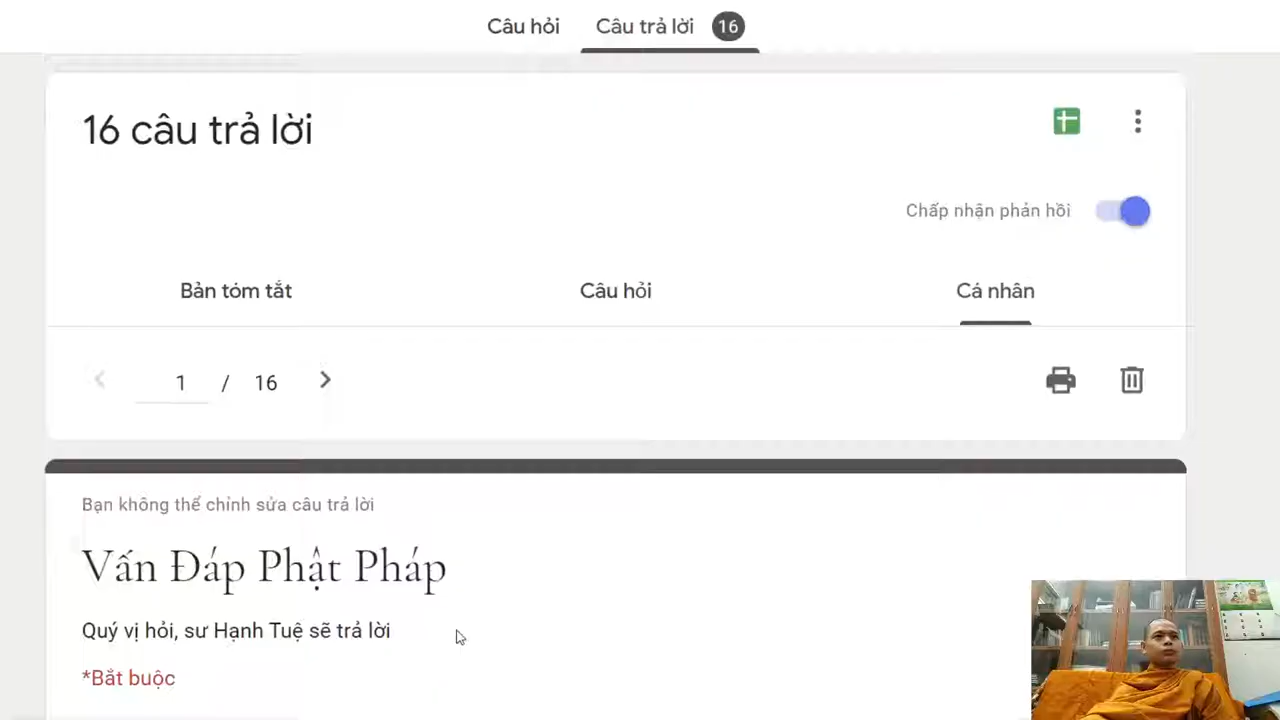 Câu hỏi
Câu trả lời 16
16 câu trả lời
Chấp nhận phản hồi
Bản tóm tắt
Câu hỏi
Cá nhân
1 / 16
Bạn không thể chỉnh sửa câu trả lời
Vấn Đáp Phật Pháp
Quý vị hỏi, sư Hạnh Tuệ sẽ trả lời
*Bắt buộc